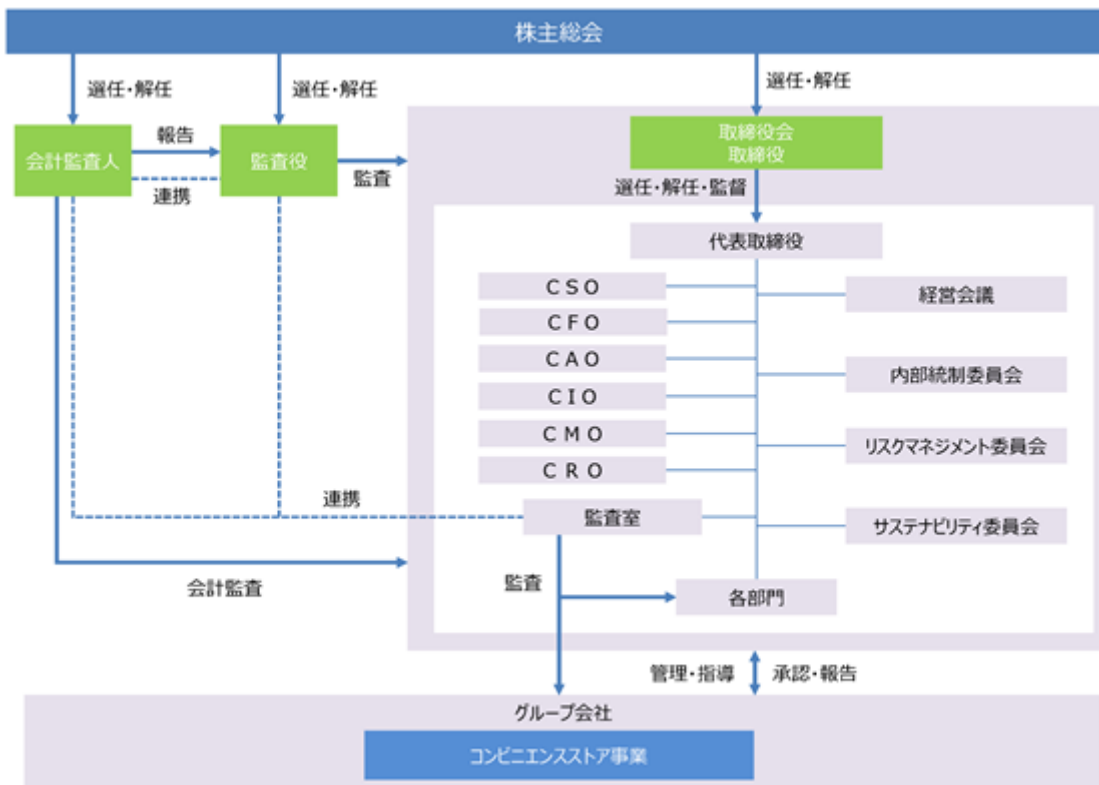 株主総会
選任・解任
選任・解任
選任・解任
会計監査人
報告
連携
監査役
監査
取締役会
取締役
選任・解任・監督
代表取締役
ＣＳＯ
ＣＦＯ
ＣＡＯ
ＣＩＯ
ＣＭＯ
ＣＲＯ
経営会議
内部統制委員会
リスクマネジメント委員会
サステナビリティ委員会
連携
監査室
会計監査
監査
各部門
管理・指導
承認・報告
グループ会社
コンビニエンスストア事業